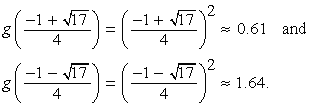 g((-1+√17)/4) = ((-1+√17)/4)² ≈ 0.61 and
g((-1-√17)/4) = ((-1-√17)/4)² ≈ 1.64.